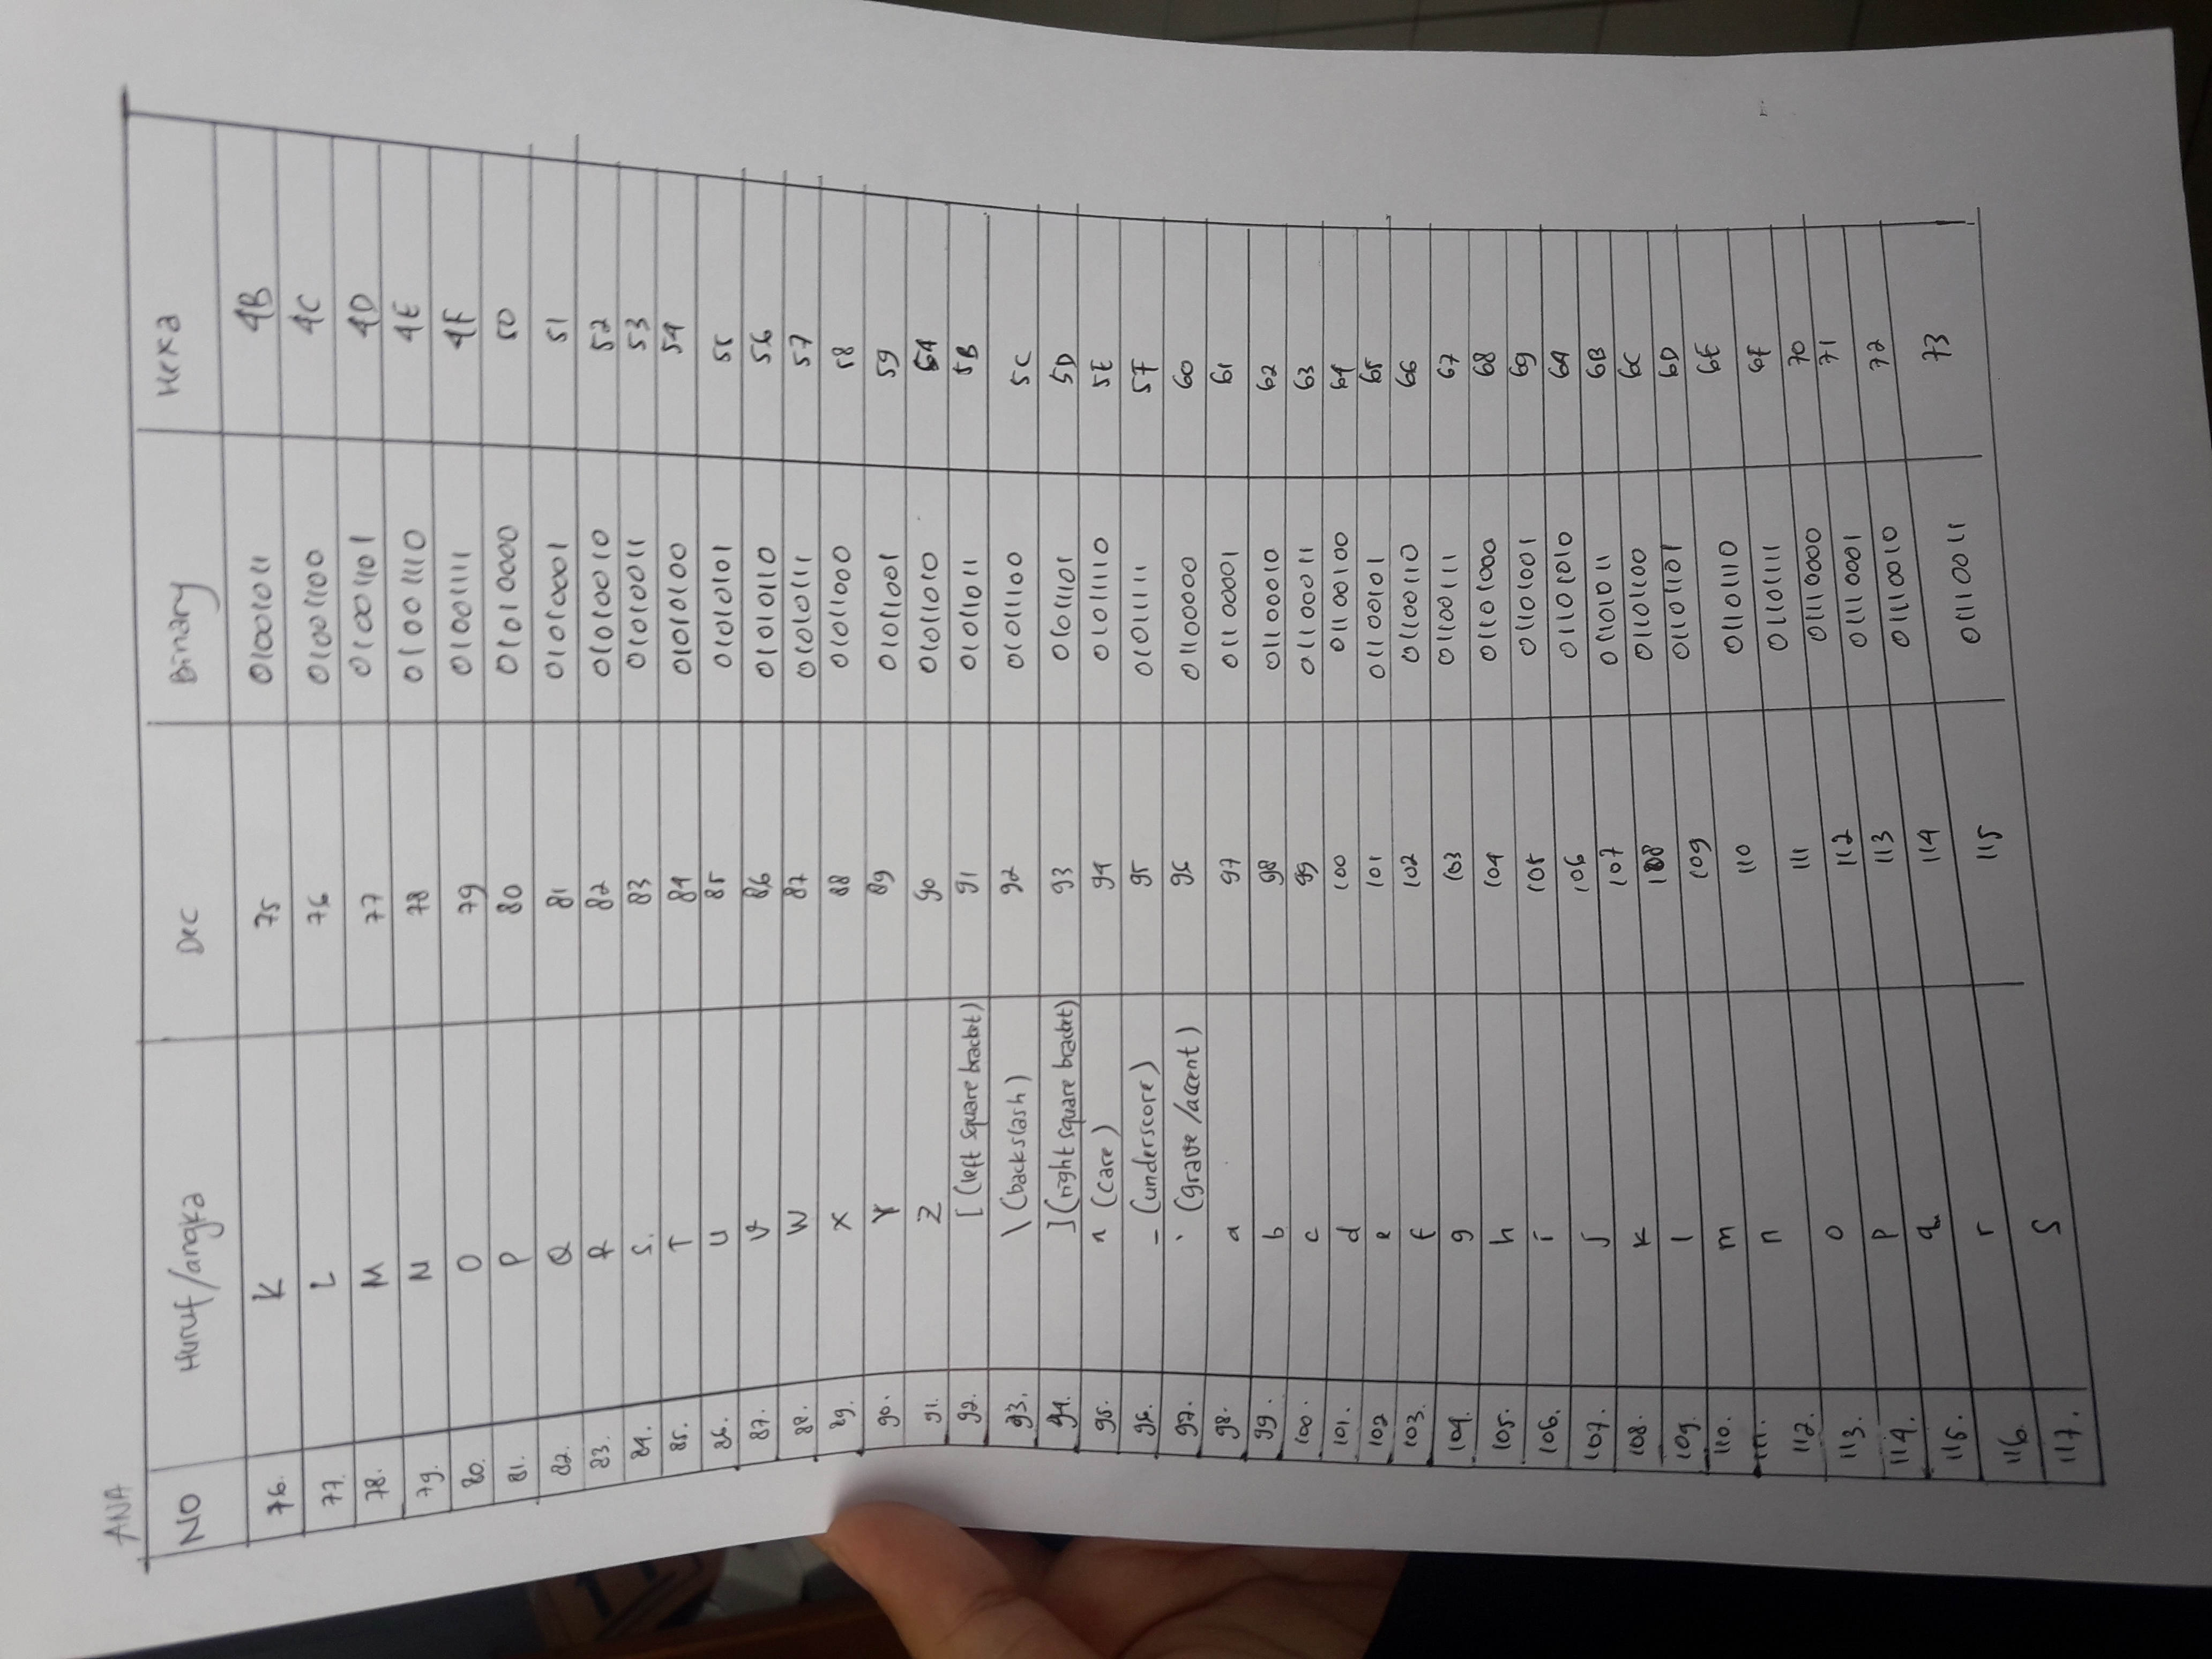 ANA
NO Huruf/angka Dec Binary Hexa
76. K 75 01001011 4B
77. L 76 01001100 4C
78. M 77 01001101 4D
79. N 78 01001110 4E
80. O 79 01001111 4F
81. P 80 01010000 50
82. Q 81 01010001 51
83. R 82 01010010 52
84. S. 83 01010011 53
85. T 84 01010100 54
86. U 85 01010101 55
87. V 86 01010110 56
88. W 87 01010111 57
89. X 88 01011000 58
90. Y 89 01011001 59
91. Z 90 01011010 5A
92. [ (left square bracket) 91 01011011 5B
93. \ (backslash) 92 01011100 5C
94. ] (right square bracket) 93 01011101 5D
95. ^ (care) 94 01011110 5E
96. _ (underscore) 95 01011111 5F
97. ` (grave /accent) 96 01100000 60
98. a 97 01100001 61
99. b 98 01100010 62
100. c 99 01100011 63
101. d 100 01100100 64
102 e 101 01100101 65
103. f 102 01100110 66
104. g 103 01100111 67
105. h 104 01101000 68
106. i 105 01101001 69
107. j 106 01101010 6A
108. k 107 01101011 6B
109. l 108 01101100 6C
110. m 109 01101101 6D
111.
112. n 110 01101110 6E
113. o 111 01101111 6F
114. p 112 01110000 70
115. q 113 01110001 71
116. r 114 01110010 72
117. s 115 01110011 73